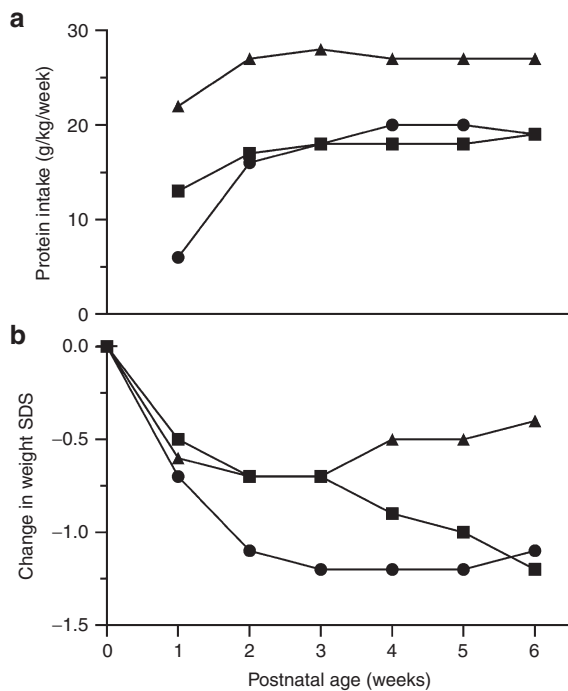 a
30
20
10
0
Protein intake (g/kg/week)
b
0.0
−0.5
−1.0
−1.5
Change in weight SDS
0 1 2 3 4 5 6
Postnatal age (weeks)